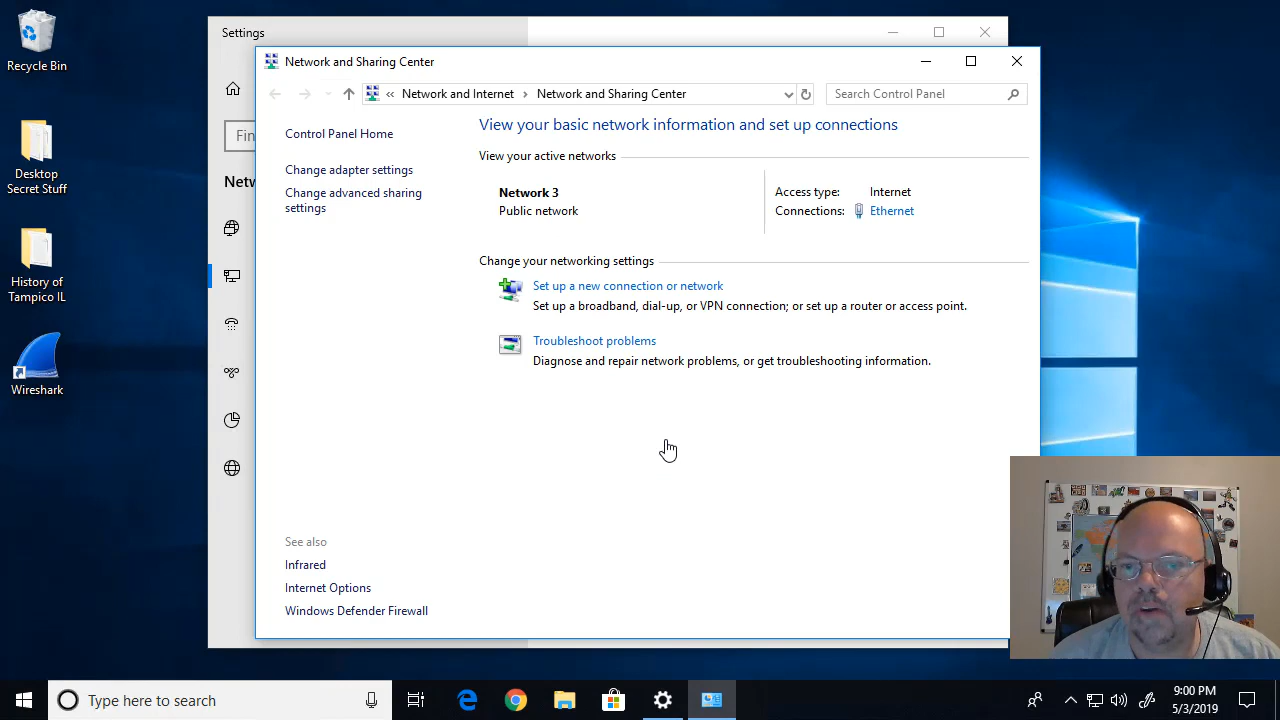 Recycle Bin
Desktop
Secret Stuff
History of
Tampico IL
Wireshark
Settings
Fin
Netw
Network and Sharing Center
« Network and Internet › Network and Sharing Center
Search Control Panel
Control Panel Home
Change adapter settings
Change advanced sharing
settings
View your basic network information and set up connections
View your active networks
Network 3
Public network
Access type: Internet
Connections: Ethernet
Change your networking settings
Set up a new connection or network
Set up a broadband, dial-up, or VPN connection; or set up a router or access point.
Troubleshoot problems
Diagnose and repair network problems, or get troubleshooting information.
See also
Infrared
Internet Options
Windows Defender Firewall
Type here to search
9:00 PM
5/3/2019